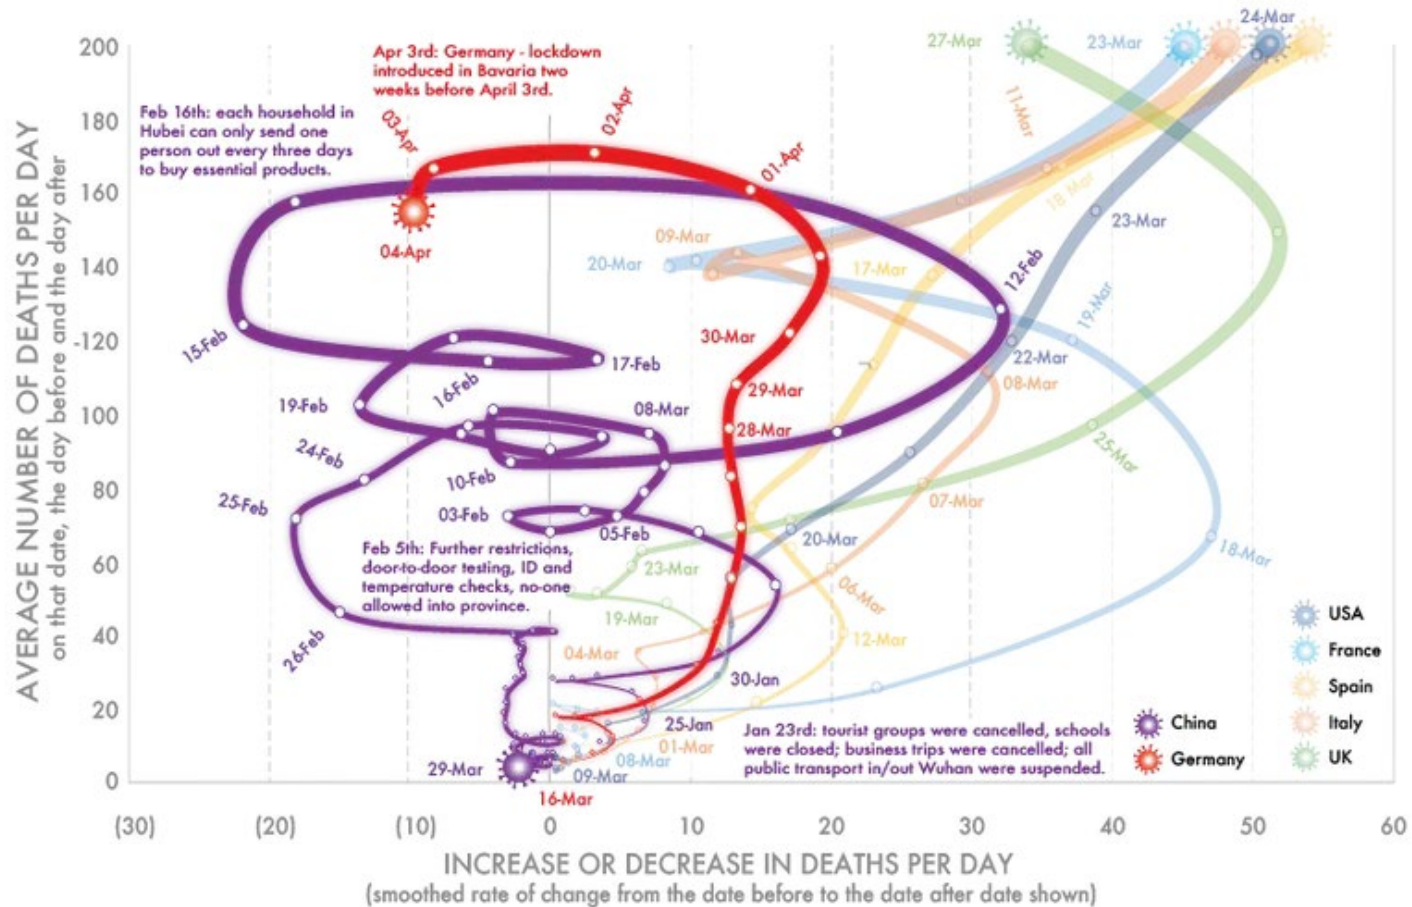 24-Mar
27-Mar
23-Mar
200
Apr 3rd: Germany - lockdown
introduced in Bavaria two
weeks before April 3rd.
02-Apr
11-Mar
03-Apr
Feb 16th: each household in
Hubei can only send one
person out every three days
to buy essential products.
180
01-Apr
160
18 Mar
09-Mar
23-Mar
04-Apr
20-Mar
17-Mar
12-Feb
140
19-Mar
15-Feb
30-Mar
-120
22-Mar
17-Feb
16-Feb
29-Mar
08-Mar
19-Feb
08-Mar
100
28-Mar
24-Feb
25-Mar
10-Feb
80
07-Mar
25-Feb
03-Feb
05-Feb
20-Mar
18-Mar
Feb 5th: Further restrictions,
door-to-door testing, ID and
temperature checks, no-one
allowed into province.
60
23-Mar
06-Mar
19-Mar
USA
26-Feb
40
12-Mar
04-Mar
France
30-Jan
Spain
20
25-Jan
Jan 23rd: tourist groups were cancelled, schools
were closed; business trips were cancelled; all
public transport in/out Wuhan were suspended.
China
Italy
01-Mar
Germany
UK
08-Mar
29-Mar
09-Mar
0
16-Mar
(30)
(20)
(10)
0
10
20
30
40
50
60
INCREASE OR DECREASE IN DEATHS PER DAY
(smoothed rate of change from the date before to the date after date shown)
AVERAGE NUMBER OF DEATHS PER DAY
on that date, the day before and the day after